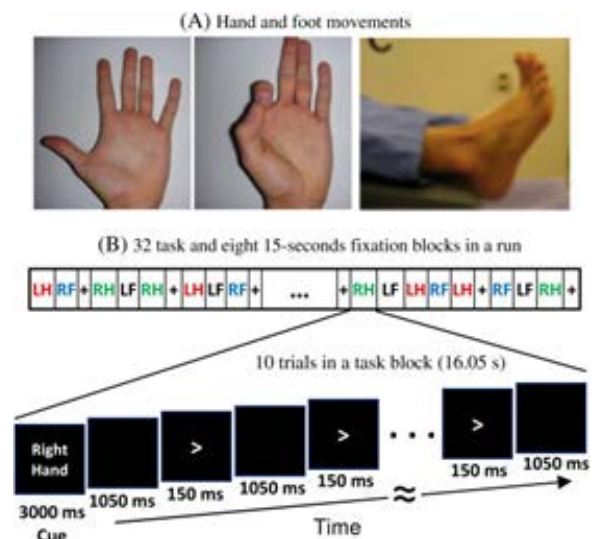 (A) Hand and foot movements
C
(B) 32 task and eight 15-seconds fixation blocks in a run
LH RF + RH LF RH + LH LF RF + ... + RH LF LH RF LH + RF LF RH +
10 trials in a task block (16.05 s)
Right
Hand
> > >
3000 ms 1050 ms 150 ms 1050 ms 150 ms 150 ms 1050 ms
Cue
Time